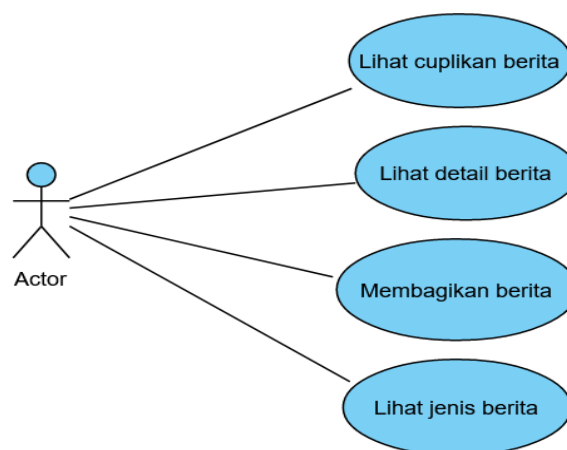 Lihat cuplikan berita
Lihat detail berita
Actor
Membagikan berita
Lihat jenis berita